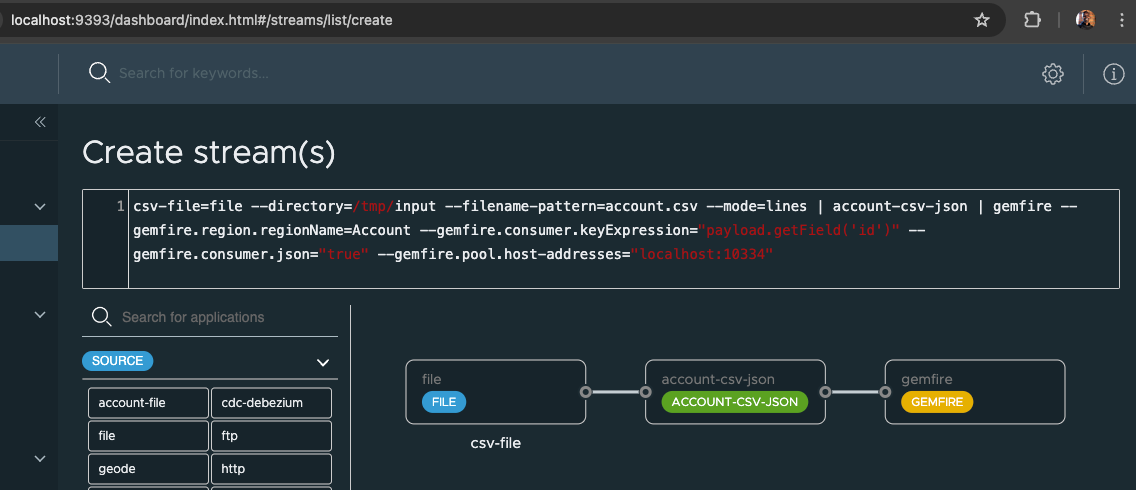 localhost:9393/dashboard/index.html#/streams/list/create
Search for keywords...
Create stream(s)
1
csv-file=file --directory=/tmp/input --filename-pattern=account.csv --mode=lines | account-csv-json | gemfire --
gemfire.region.regionName=Account --gemfire.consumer.keyExpression="payload.getField('id')" --
gemfire.consumer.json="true" --gemfire.pool.host-addresses="localhost:10334"
Search for applications
SOURCE
account-file cdc-debezium
file ftp
geode http
file account-csv-json gemfire
FILE ACCOUNT-CSV-JSON GEMFIRE
csv-file